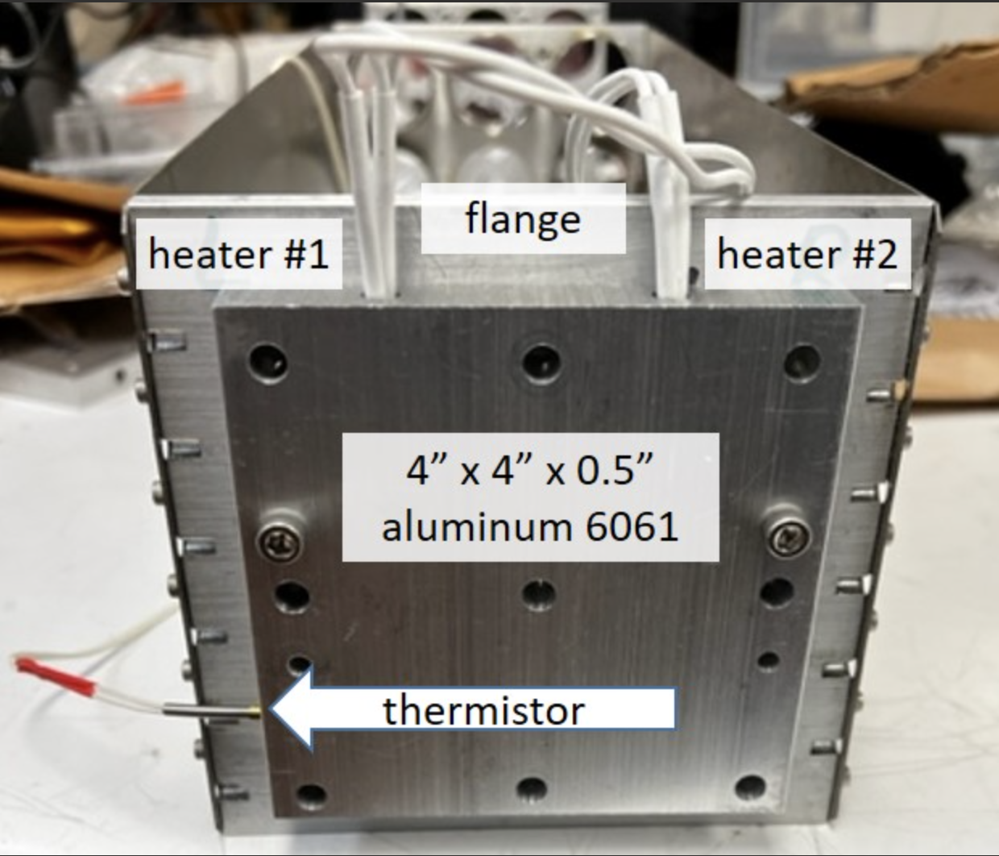 flange
heater #1
heater #2
4” x 4” x 0.5”
aluminum 6061
thermistor